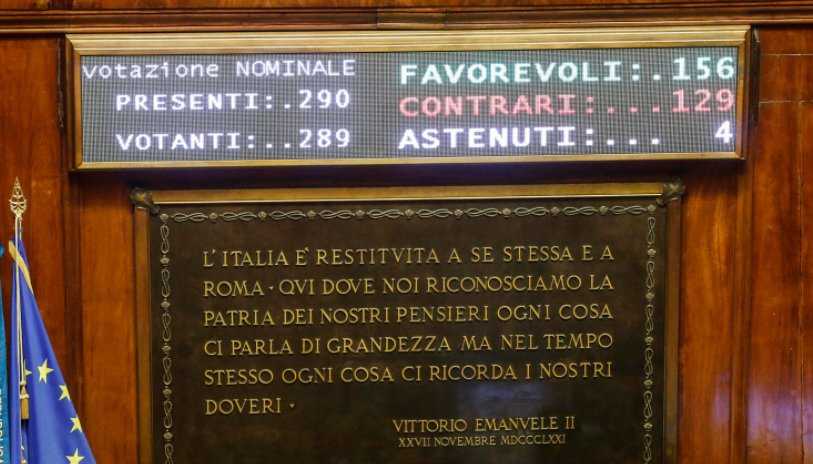 votazione NOMINALE
PRESENTI:.290
VOTANTI:..289
FAVOREVOLI:.156
CONTRARI:...129
ASTENUTI:... 4
L'ITALIA E' RESTITVITA A SE STESSA E A
ROMA · QVI DOVE NOI RICONOSCIAMO LA
PATRIA DEI NOSTRI PENSIERI OGNI COSA
CI PARLA DI GRANDEZZA MA NEL TEMPO
STESSO OGNI COSA CI RICORDA I NOSTRI
DOVERI ·
VITTORIO EMANVELE II
XXVII NOVEMBRE MDCCCLXXI